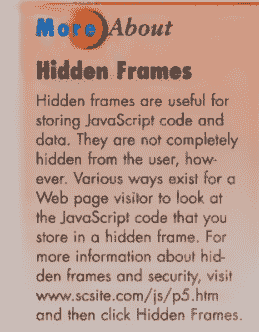 More About
Hidden Frames
Hidden frames are useful for
storing JavaScript code and
data. They are not completely
hidden from the user, how-
ever. Various ways exist for a
Web page visitor to look at
the JavaScript code that you
store in a hidden frame. For
more information about hid-
den frames and security, visit
www.scsite.com/js/p5.htm
and then click Hidden Frames.